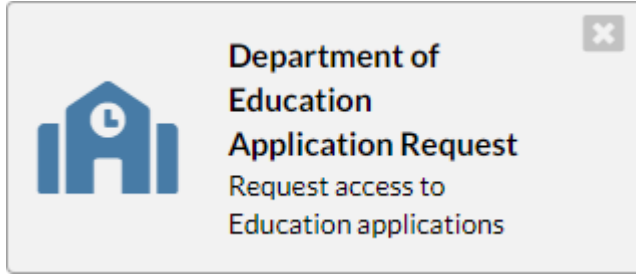 Department of
Education
Application Request
Request access to
Education applications